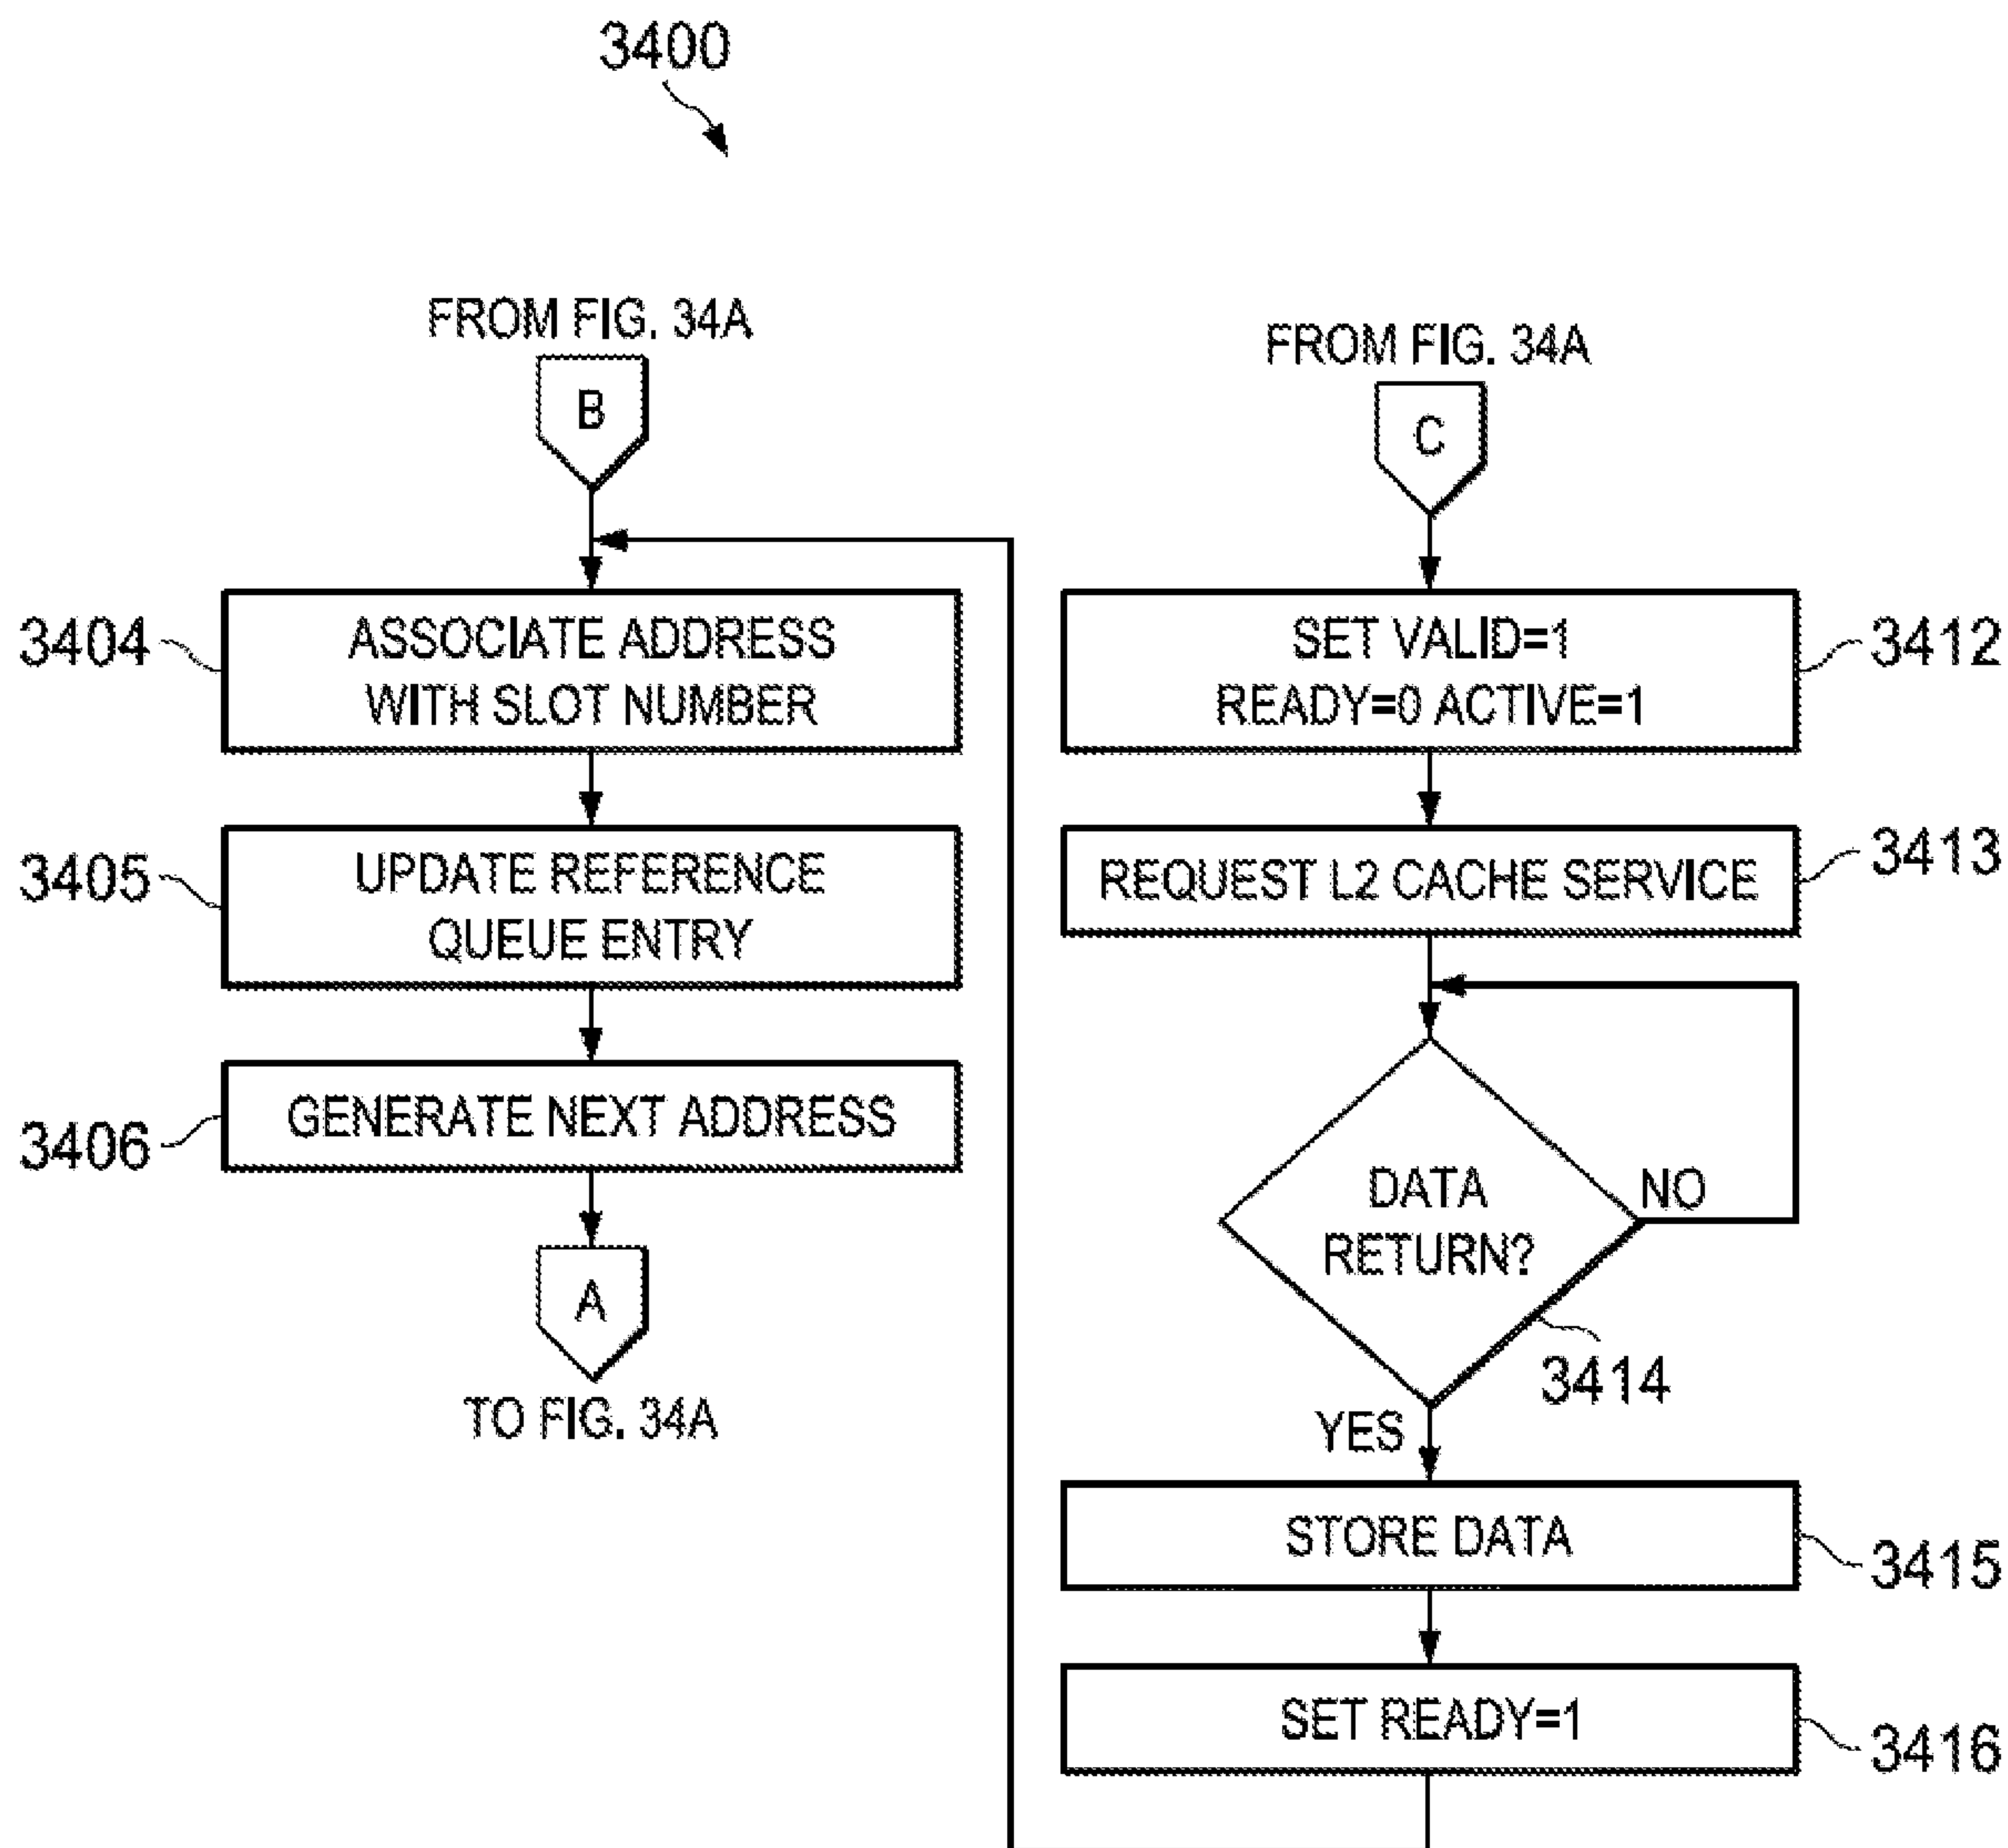 3400
FROM FIG. 34A
B
3404
ASSOCIATE ADDRESS
WITH SLOT NUMBER
3405
UPDATE REFERENCE
QUEUE ENTRY
3406
GENERATE NEXT ADDRESS
A
TO FIG. 34A
FROM FIG. 34A
C
SET VALID=1
READY=0 ACTIVE=1
3412
REQUEST L2 CACHE SERVICE
3413
DATA
RETURN?
NO
3414
YES
STORE DATA
3415
SET READY=1
3416